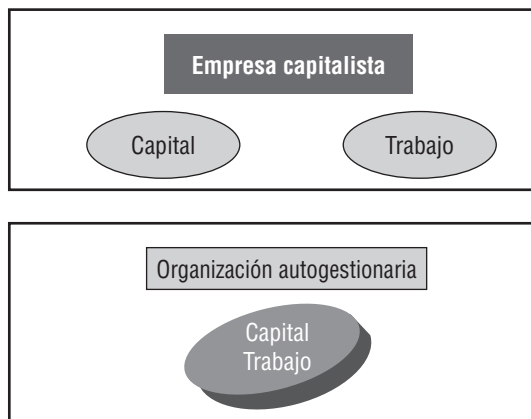 Empresa capitalista
Capital
Trabajo
Organización autogestionaria
Capital
Trabajo